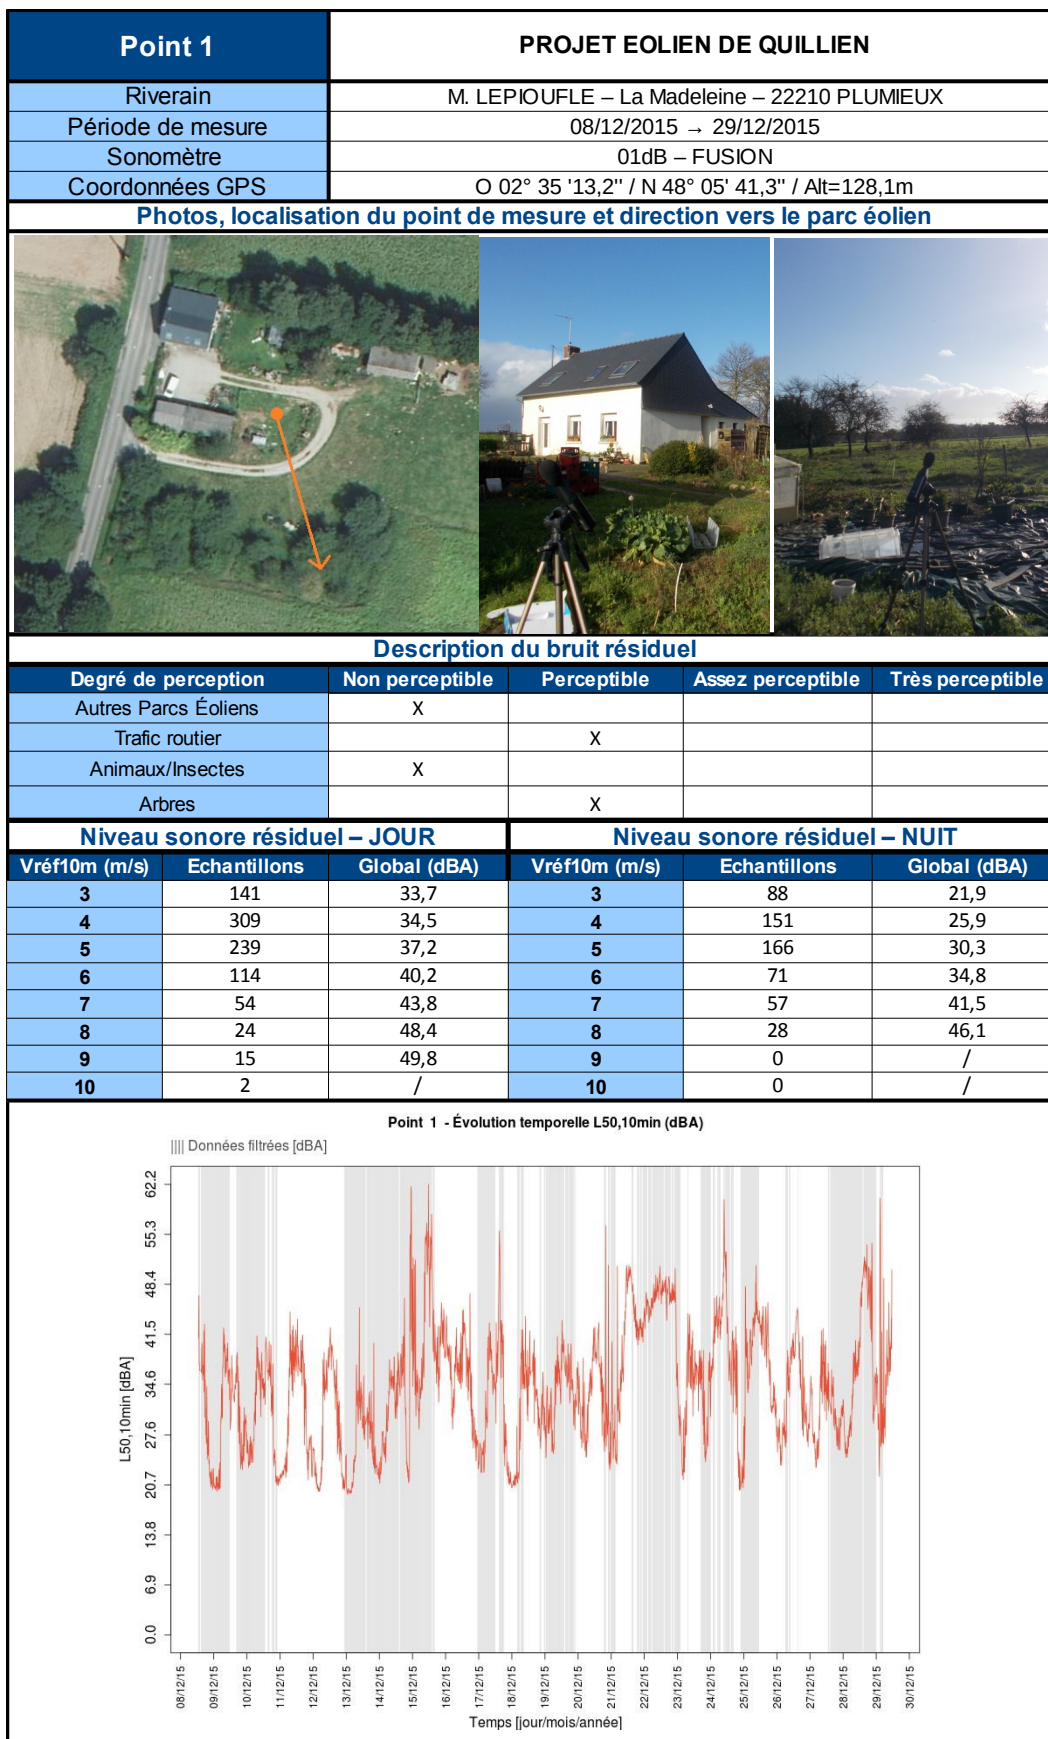 Point 1
PROJET EOLIEN DE QUILLIEN
Riverain
M. LEPIOUFLE – La Madeleine – 22210 PLUMIEUX
Période de mesure
08/12/2015 → 29/12/2015
Sonomètre
01dB – FUSION
Coordonnées GPS
O 02° 35 '13,2'' / N 48° 05' 41,3'' / Alt=128,1m
Photos, localisation du point de mesure et direction vers le parc éolien
Description du bruit résiduel
Degré de perception Non perceptible Perceptible Assez perceptible Très perceptible
Autres Parcs Éoliens X
Trafic routier X
Animaux/Insectes X
Arbres X
Niveau sonore résiduel – JOUR Niveau sonore résiduel – NUIT
Vréf10m (m/s) Echantillons Global (dBA) Vréf10m (m/s) Echantillons Global (dBA)
3 141 33,7 3 88 21,9
4 309 34,5 4 151 25,9
5 239 37,2 5 166 30,3
6 114 40,2 6 71 34,8
7 54 43,8 7 57 41,5
8 24 48,4 8 28 46,1
9 15 49,8 9 0 /
10 2 / 10 0 /
Point 1 - Évolution temporelle L50,10min (dBA)
|||| Données filtrées [dBA]
L50,10min [dBA]
62.2
55.3
48.4
41.5
34.6
27.6
20.7
13.8
6.9
0.0
08/12/15 09/12/15 10/12/15 11/12/15 12/12/15 13/12/15 14/12/15 15/12/15 16/12/15 17/12/15 18/12/15 19/12/15 20/12/15 21/12/15 22/12/15 23/12/15 24/12/15 25/12/15 26/12/15 27/12/15 28/12/15 29/12/15 30/12/15
Temps [jour/mois/année]